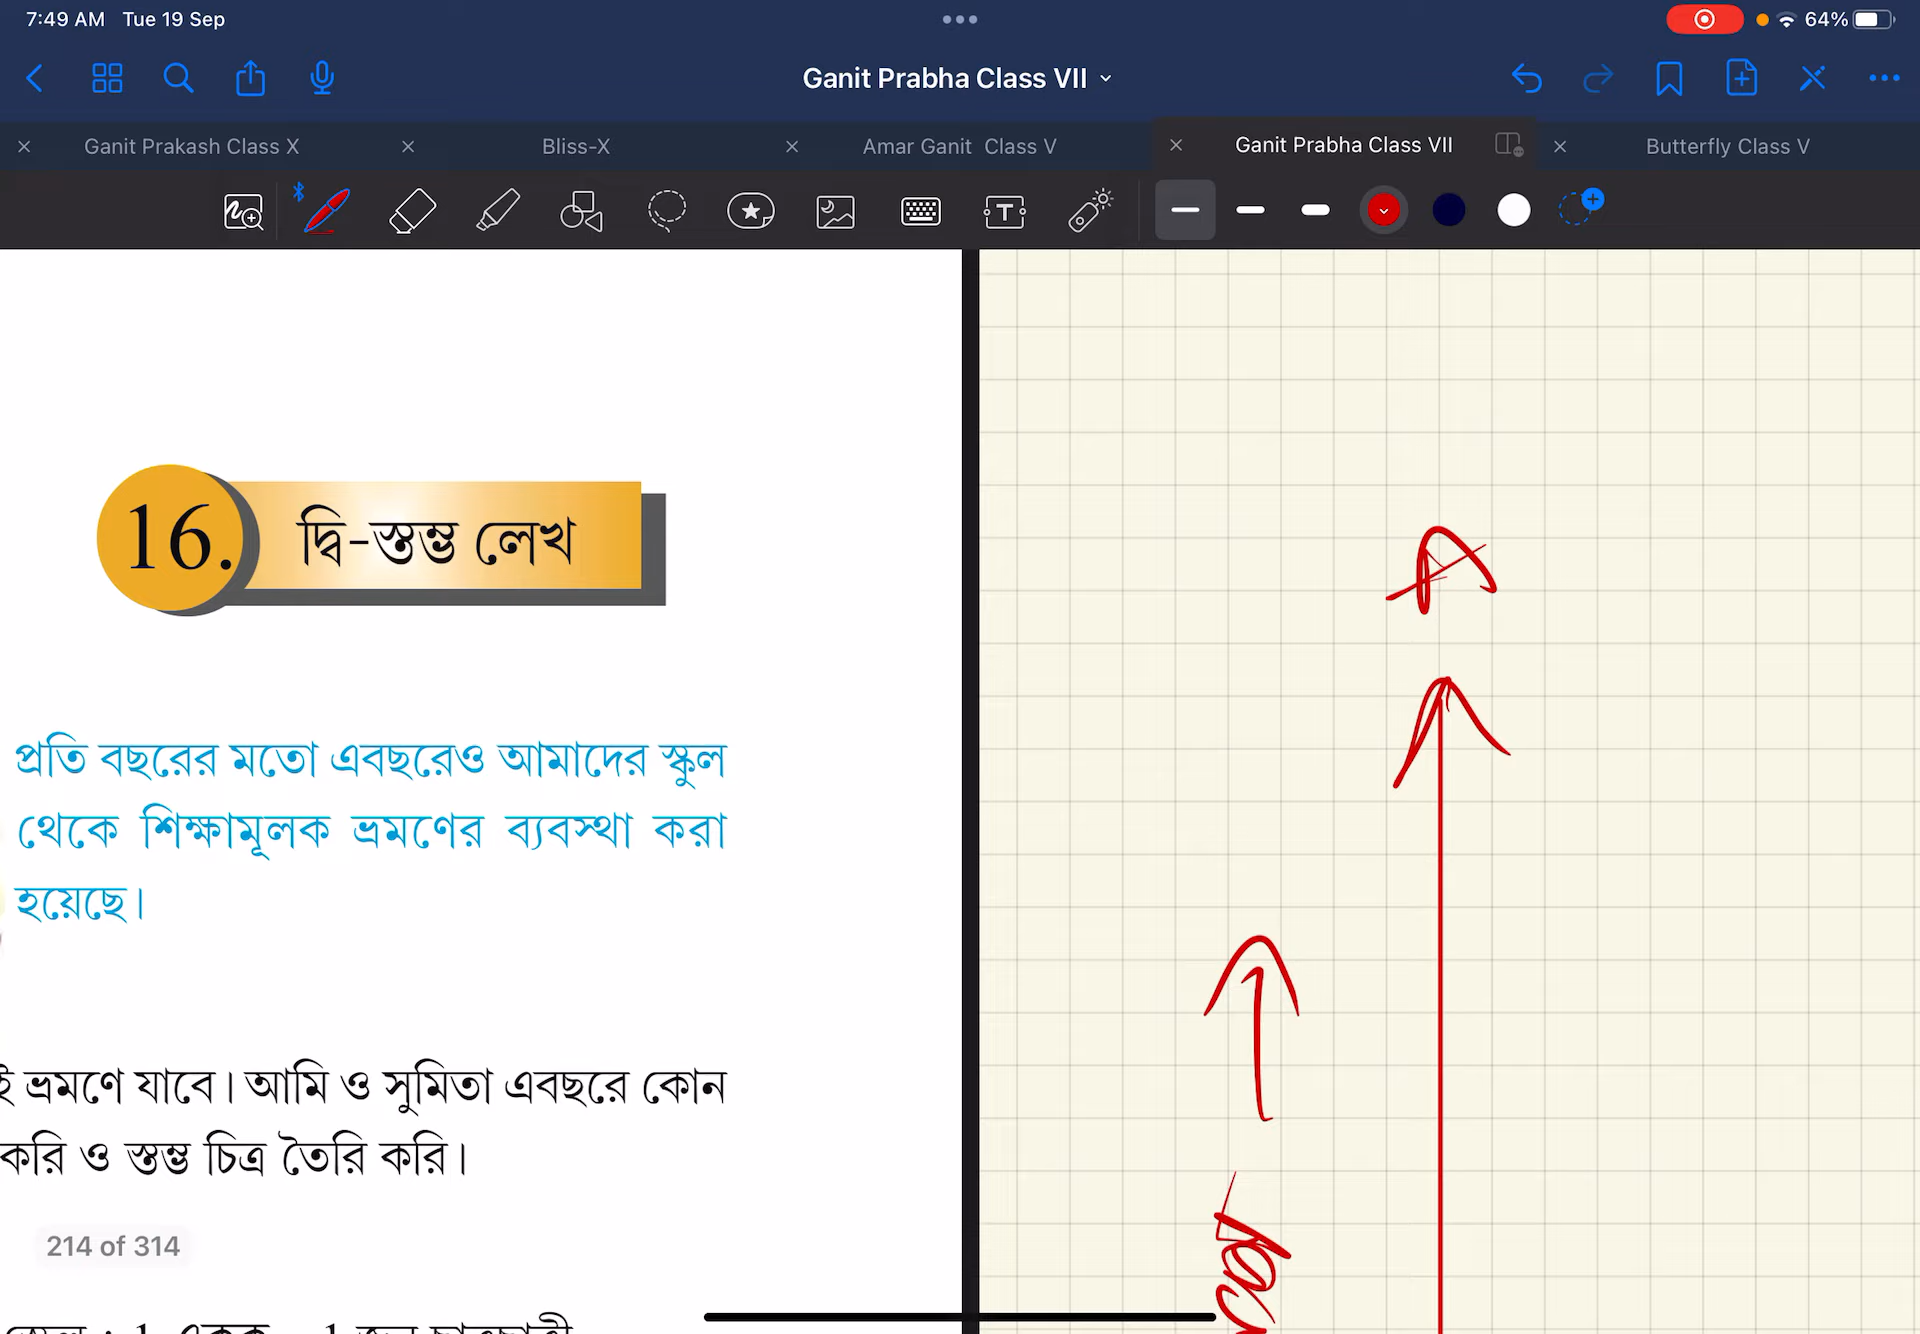 7:49 AM Tue 19 Sep
64%
Ganit Prabha Class VII
Ganit Prakash Class X
Bliss-X
Amar Ganit Class V
Ganit Prabha Class VII
Butterfly Class V
16. দ্বি-স্তম্ভ লেখ
প্রতি বছরের মতো এবছরেও আমাদের স্কুল
থেকে শিক্ষামূলক ভ্রমণের ব্যবস্থা করা
হয়েছে।
ই ভ্রমণে যাবে। আমি ও সুমিতা এবছরে কোন
করি ও স্তম্ভ চিত্র তৈরি করি।
214 of 314
A